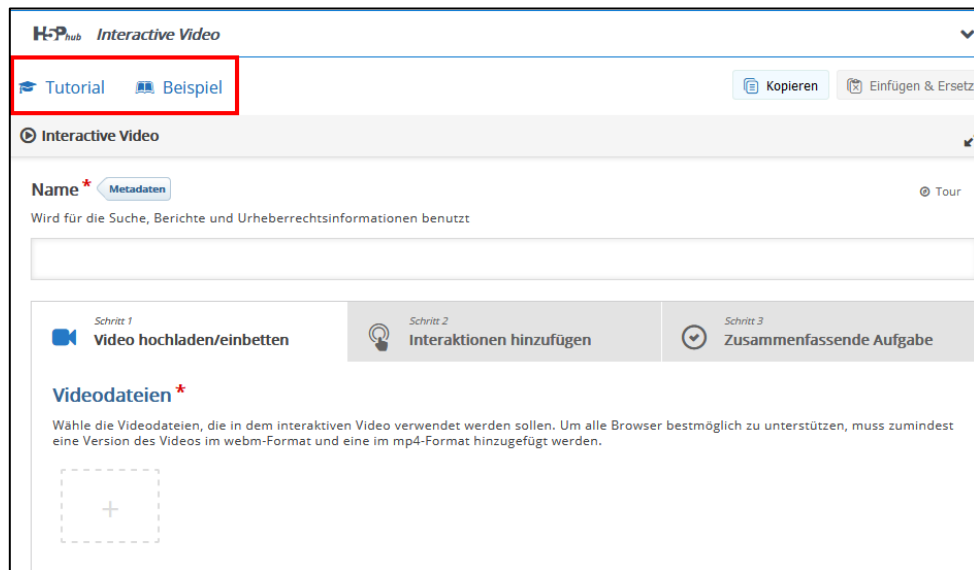 H5Phub Interactive Video
Tutorial Beispiel Kopieren Einfügen & Ersetz
Interactive Video
Name * Metadaten Tour
Wird für die Suche, Berichte und Urheberrechtsinformationen benutzt
Schritt 1
Video hochladen/einbetten
Schritt 2
Interaktionen hinzufügen
Schritt 3
Zusammenfassende Aufgabe
Videodateien *
Wähle die Videodateien, die in dem interaktiven Video verwendet werden sollen. Um alle Browser bestmöglich zu unterstützen, muss zumindest
eine Version des Videos im webm-Format und eine im mp4-Format hinzugefügt werden.
+